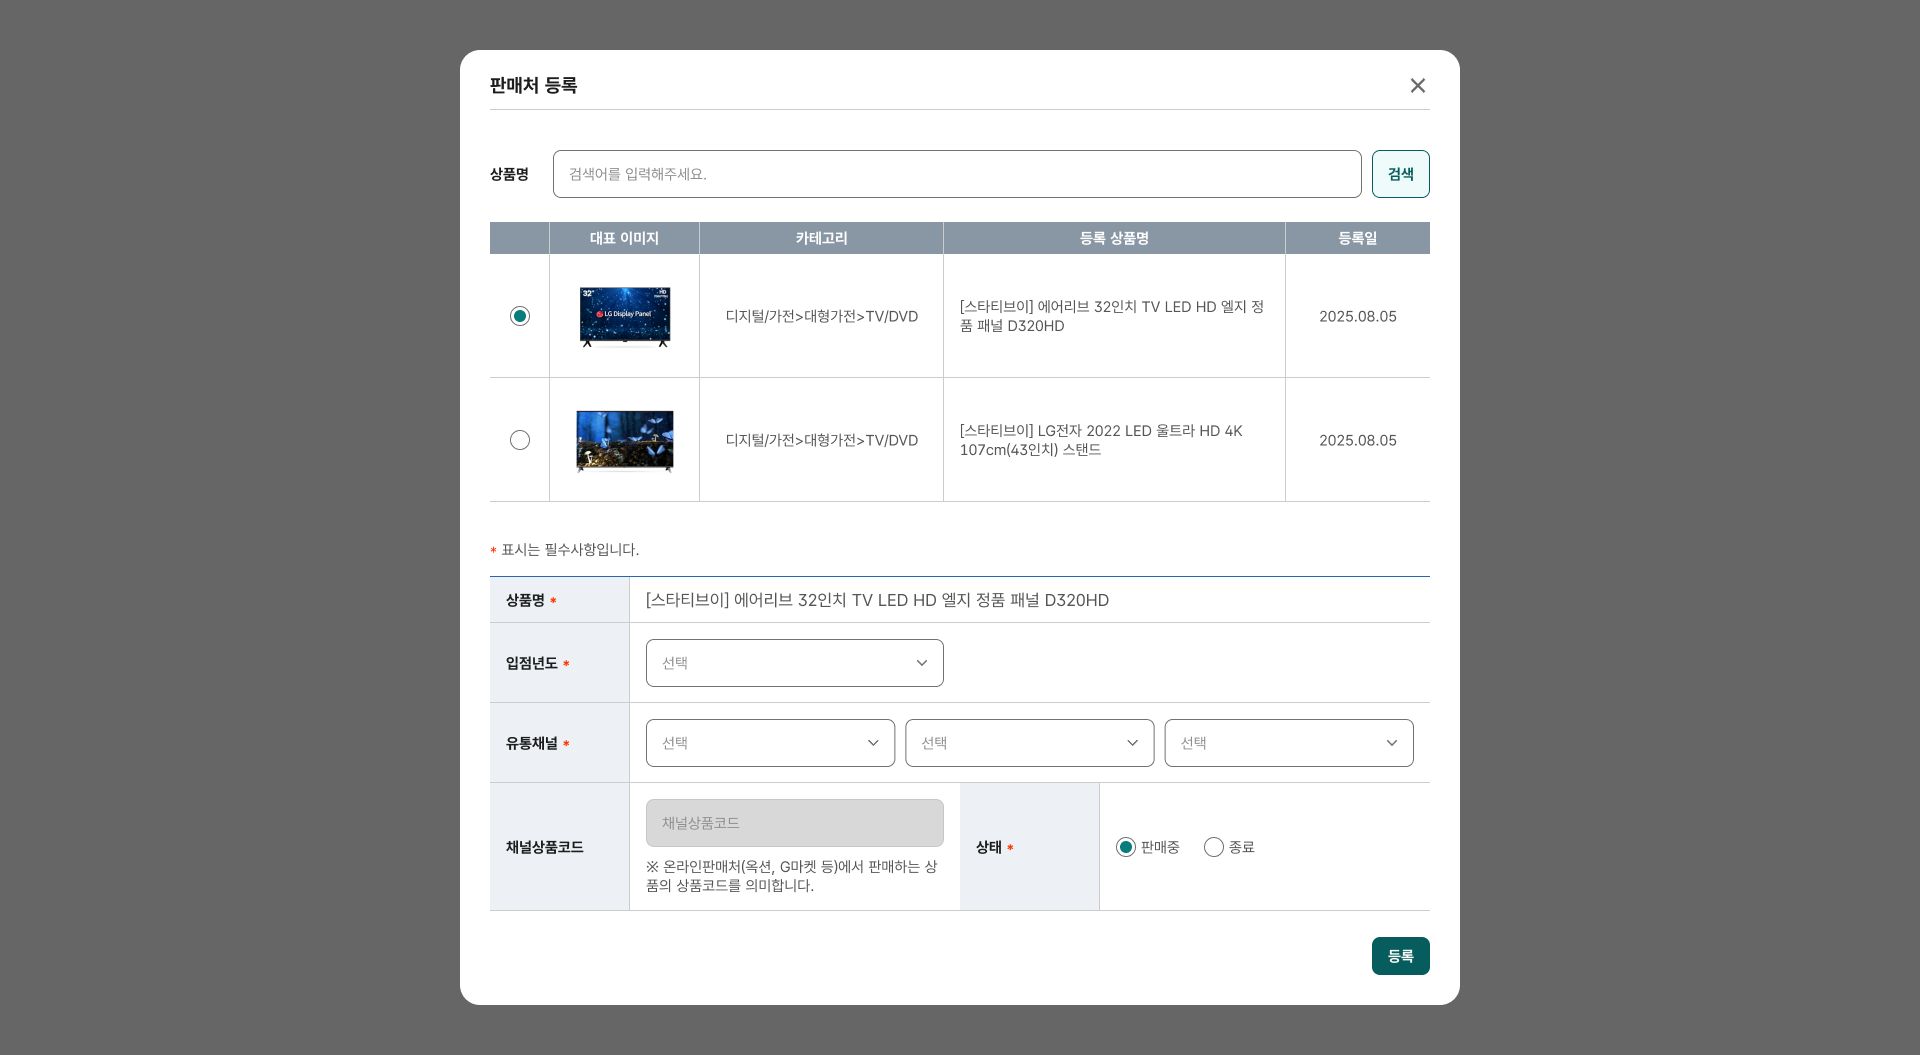 판매처 등록
상품명
검색어를 입력해주세요.
검색
대표 이미지
카테고리
등록 상품명
등록일
32"
HD
LG Display Panel
디지털/가전>대형가전>TV/DVD
[스타티브이] 에어리브 32인치 TV LED HD 엘지 정
품 패널 D320HD
2025.08.05
디지털/가전>대형가전>TV/DVD
[스타티브이] LG전자 2022 LED 울트라 HD 4K
107cm(43인치) 스탠드
2025.08.05
* 표시는 필수사항입니다.
상품명 *
[스타티브이] 에어리브 32인치 TV LED HD 엘지 정품 패널 D320HD
입점년도 *
선택
유통채널 *
선택
선택
선택
채널상품코드
채널상품코드
※ 온라인판매처(옥션, G마켓 등)에서 판매하는 상
품의 상품코드를 의미합니다.
상태 *
판매중
종료
등록